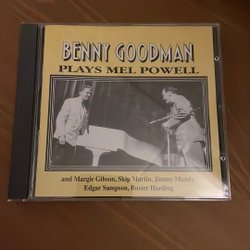 BENNY GOODMAN
PLAYS MEL POWELL
and Margie Gibson, Skip Martin, Jimmy Mundy,
Edgar Sampson, Buster Harding